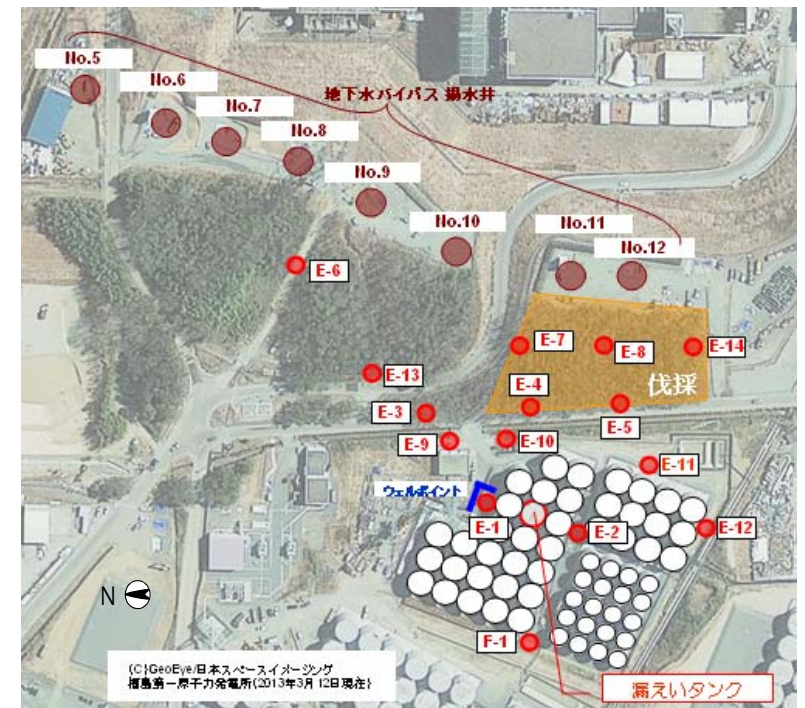 No.5
No.6
No.7
No.8
No.9
No.10
No.11
No.12
地下水バイパス 揚水井
E-6
E-7
E-8
E-14
E-13
E-4
伐採
E-3
E-5
E-9
E-10
E-11
ウェルポイント
E-1
E-2
E-12
N
F-1
(C)GeoEye/日本スペースイメージング
福島第一原子力発電所(2013年3月12日現在)
漏えいタンク